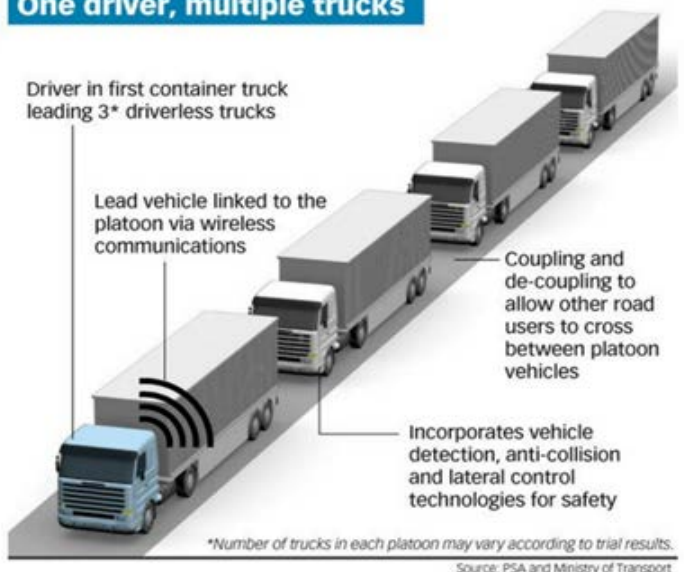 One driver, multiple trucks
Driver in first container truck
leading 3* driverless trucks
Lead vehicle linked to the
platoon via wireless
communications
Coupling and
de-coupling to
allow other road
users to cross
between platoon
vehicles
Incorporates vehicle
detection, anti-collision
and lateral control
technologies for safety
*Number of trucks in each platoon may vary according to trial results.
Source: PSA and Ministry of Transport